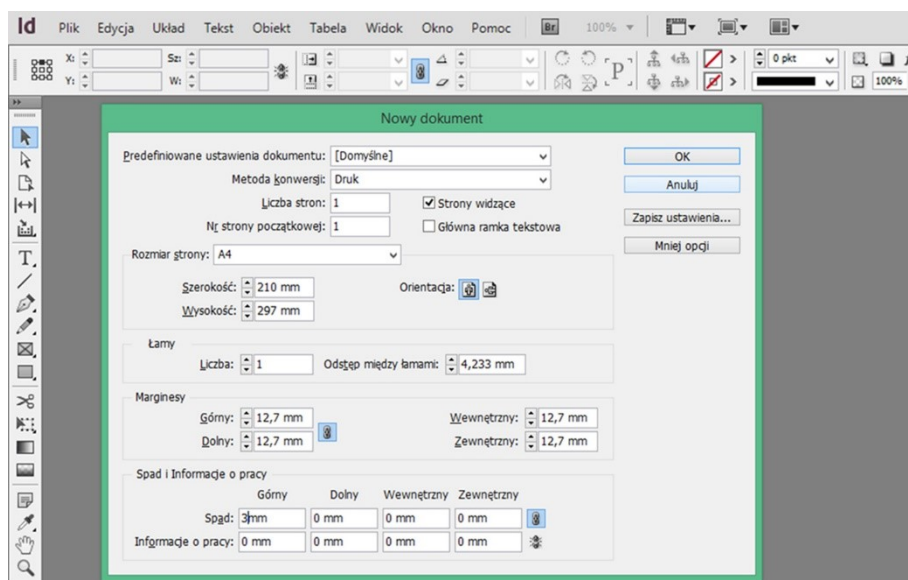 Id Plik Edycja Układ Tekst Obiekt Tabela Widok Okno Pomoc Br 100%
X: Sz: 0 pkt
Y: W: P 100%
Nowy dokument
Predefiniowane ustawienia dokumentu: [Domyślne] OK
Metoda konwersji: Druk Anuluj
Liczba stron: 1 Strony widzące Zapisz ustawienia...
Nr strony początkowej: 1 Główna ramka tekstowa Mniej opcji
Rozmiar strony: A4
Szerokość: 210 mm Orientacja:
Wysokość: 297 mm
Łamy
Liczba: 1 Odstęp między łamami: 4,233 mm
Marginesy
Górny: 12,7 mm Wewnętrzny: 12,7 mm
Dolny: 12,7 mm Zewnętrzny: 12,7 mm
Spad i Informacje o pracy
Górny Dolny Wewnętrzny Zewnętrzny
Spad: 3mm 0 mm 0 mm 0 mm
Informacje o pracy: 0 mm 0 mm 0 mm 0 mm